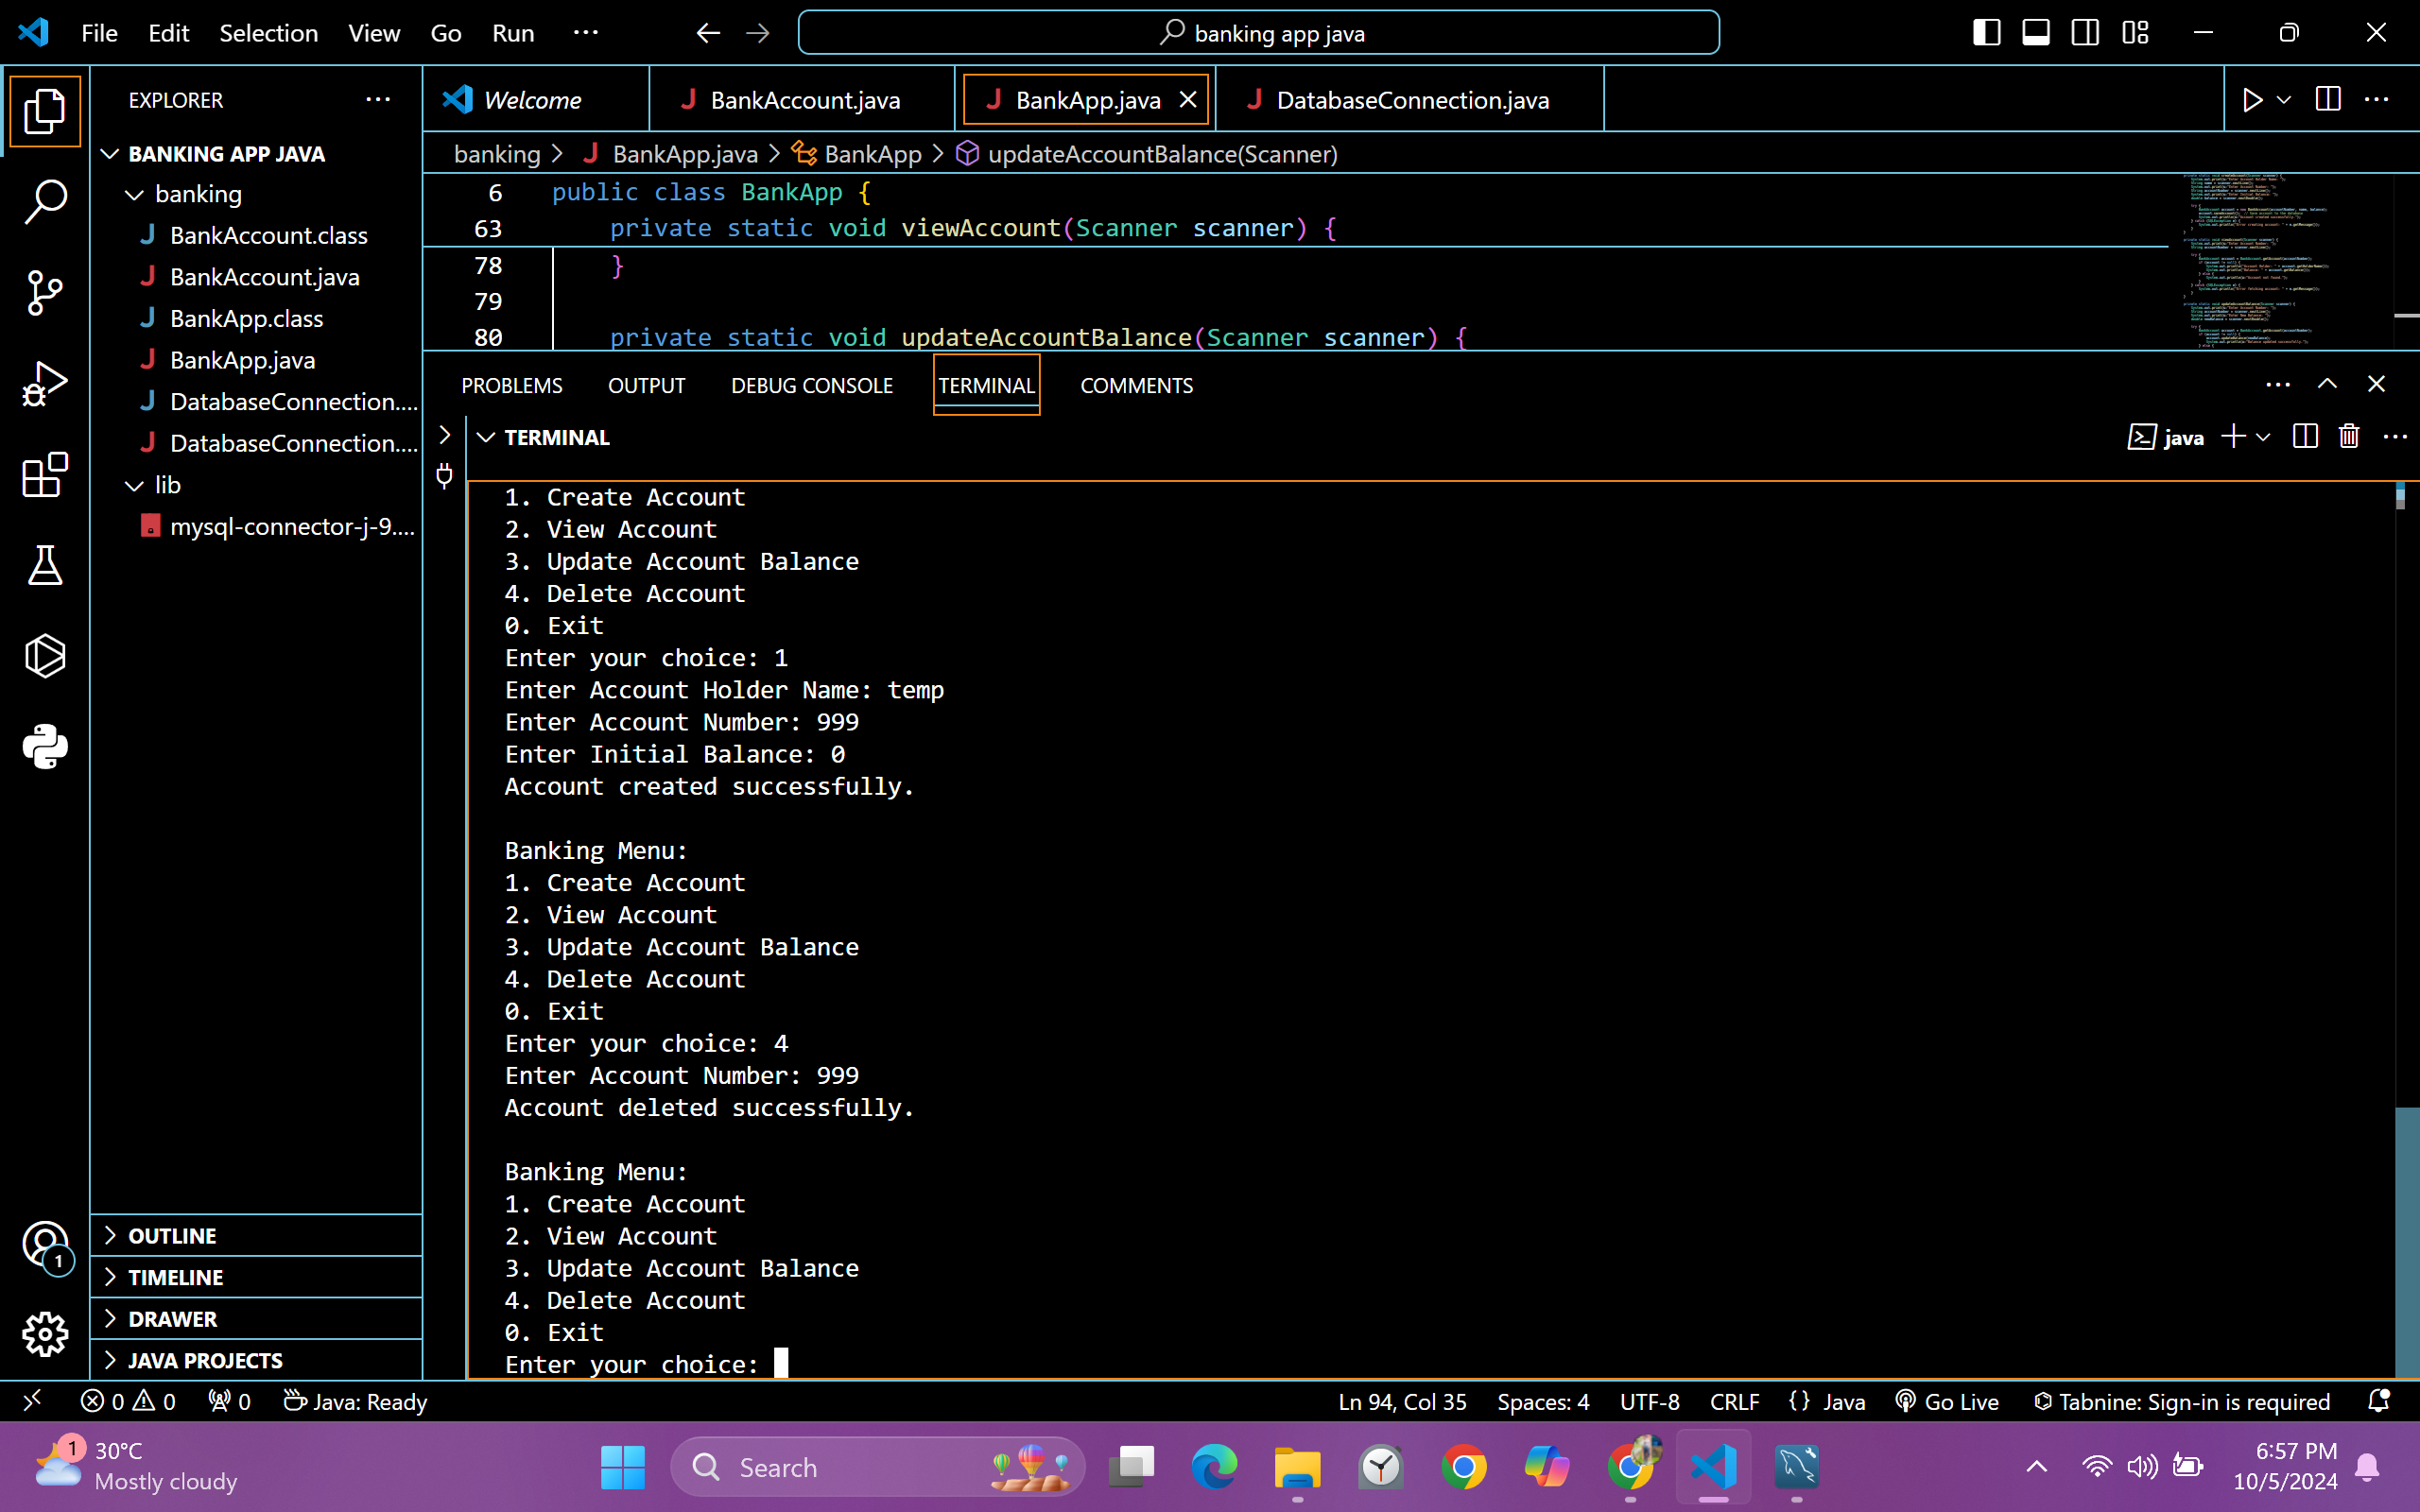 File Edit Selection View Go Run ···
banking app java
EXPLORER
BANKING APP JAVA
banking
BankAccount.class
BankAccount.java
BankApp.class
BankApp.java
DatabaseConnection....
DatabaseConnection....
lib
mysql-connector-j-9....
OUTLINE
TIMELINE
DRAWER
JAVA PROJECTS
1
Welcome BankAccount.java BankApp.java DatabaseConnection.java
banking > BankApp.java > BankApp > updateAccountBalance(Scanner)
6 public class BankApp {
63 private static void viewAccount(Scanner scanner) {
78 }
79
80 private static void updateAccountBalance(Scanner scanner) {
PROBLEMS OUTPUT DEBUG CONSOLE TERMINAL COMMENTS
TERMINAL
java
1. Create Account
2. View Account
3. Update Account Balance
4. Delete Account
0. Exit
Enter your choice: 1
Enter Account Holder Name: temp
Enter Account Number: 999
Enter Initial Balance: 0
Account created successfully.
Banking Menu:
1. Create Account
2. View Account
3. Update Account Balance
4. Delete Account
0. Exit
Enter your choice: 4
Enter Account Number: 999
Account deleted successfully.
Banking Menu:
1. Create Account
2. View Account
3. Update Account Balance
4. Delete Account
0. Exit
Enter your choice:
0 0 0 Java: Ready
Ln 94, Col 35 Spaces: 4 UTF-8 CRLF {} Java Go Live Tabnine: Sign-in is required
1
30°C
Mostly cloudy
Search
6:57 PM
10/5/2024